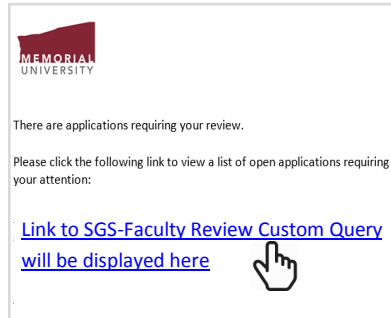 MEMORIAL
UNIVERSITY
There are applications requiring your review.
Please click the following link to view a list of open applications requiring
your attention:
Link to SGS-Faculty Review Custom Query
will be displayed here